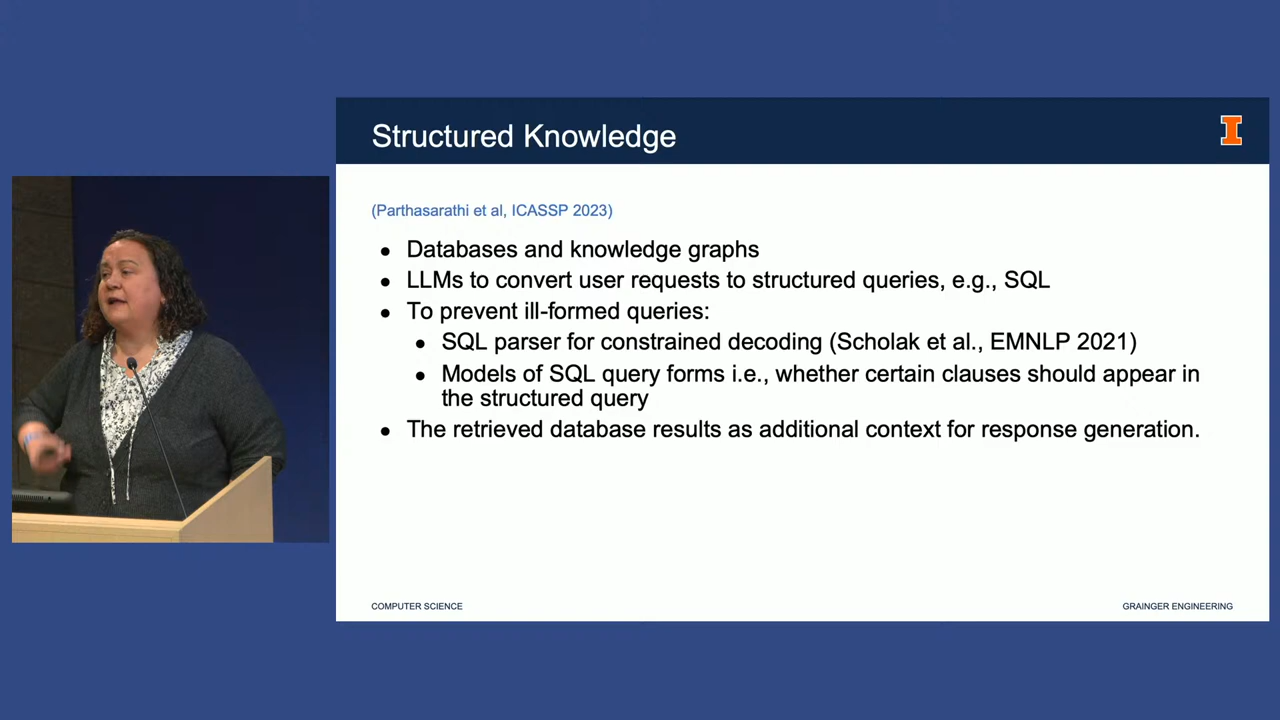 Structured Knowledge
I
(Parthasarathi et al, ICASSP 2023)
● Databases and knowledge graphs
● LLMs to convert user requests to structured queries, e.g., SQL
● To prevent ill-formed queries:
● SQL parser for constrained decoding (Scholak et al., EMNLP 2021)
● Models of SQL query forms i.e., whether certain clauses should appear in
the structured query
● The retrieved database results as additional context for response generation.
COMPUTER SCIENCE
GRAINGER ENGINEERING